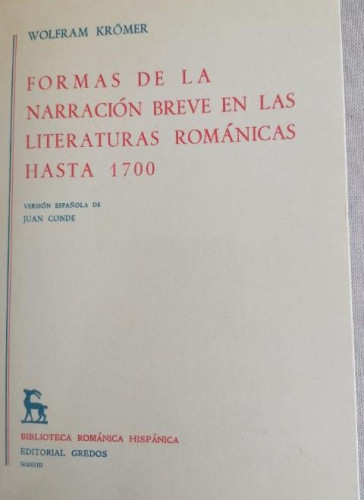 WOLFRAM KRÖMER
FORMAS DE LA
NARRACIÓN BREVE EN LAS
LITERATURAS ROMÁNICAS
HASTA 1700
VERSIÓN ESPAÑOLA DE
JUAN CONDE
BIBLIOTECA ROMÁNICA HISPÁNICA
EDITORIAL GREDOS
MADRID